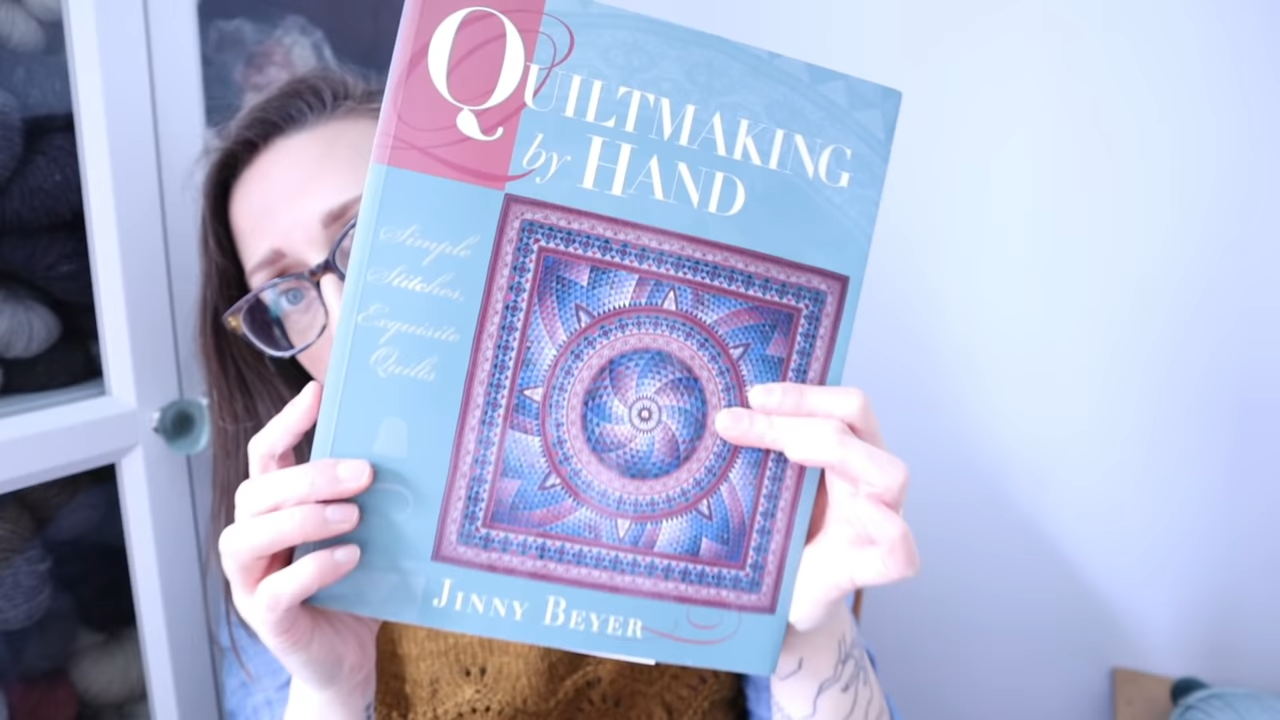 QUILTMAKING
by HAND
Simple
Stitches,
Exquisite
Quilts
JINNY BEYER